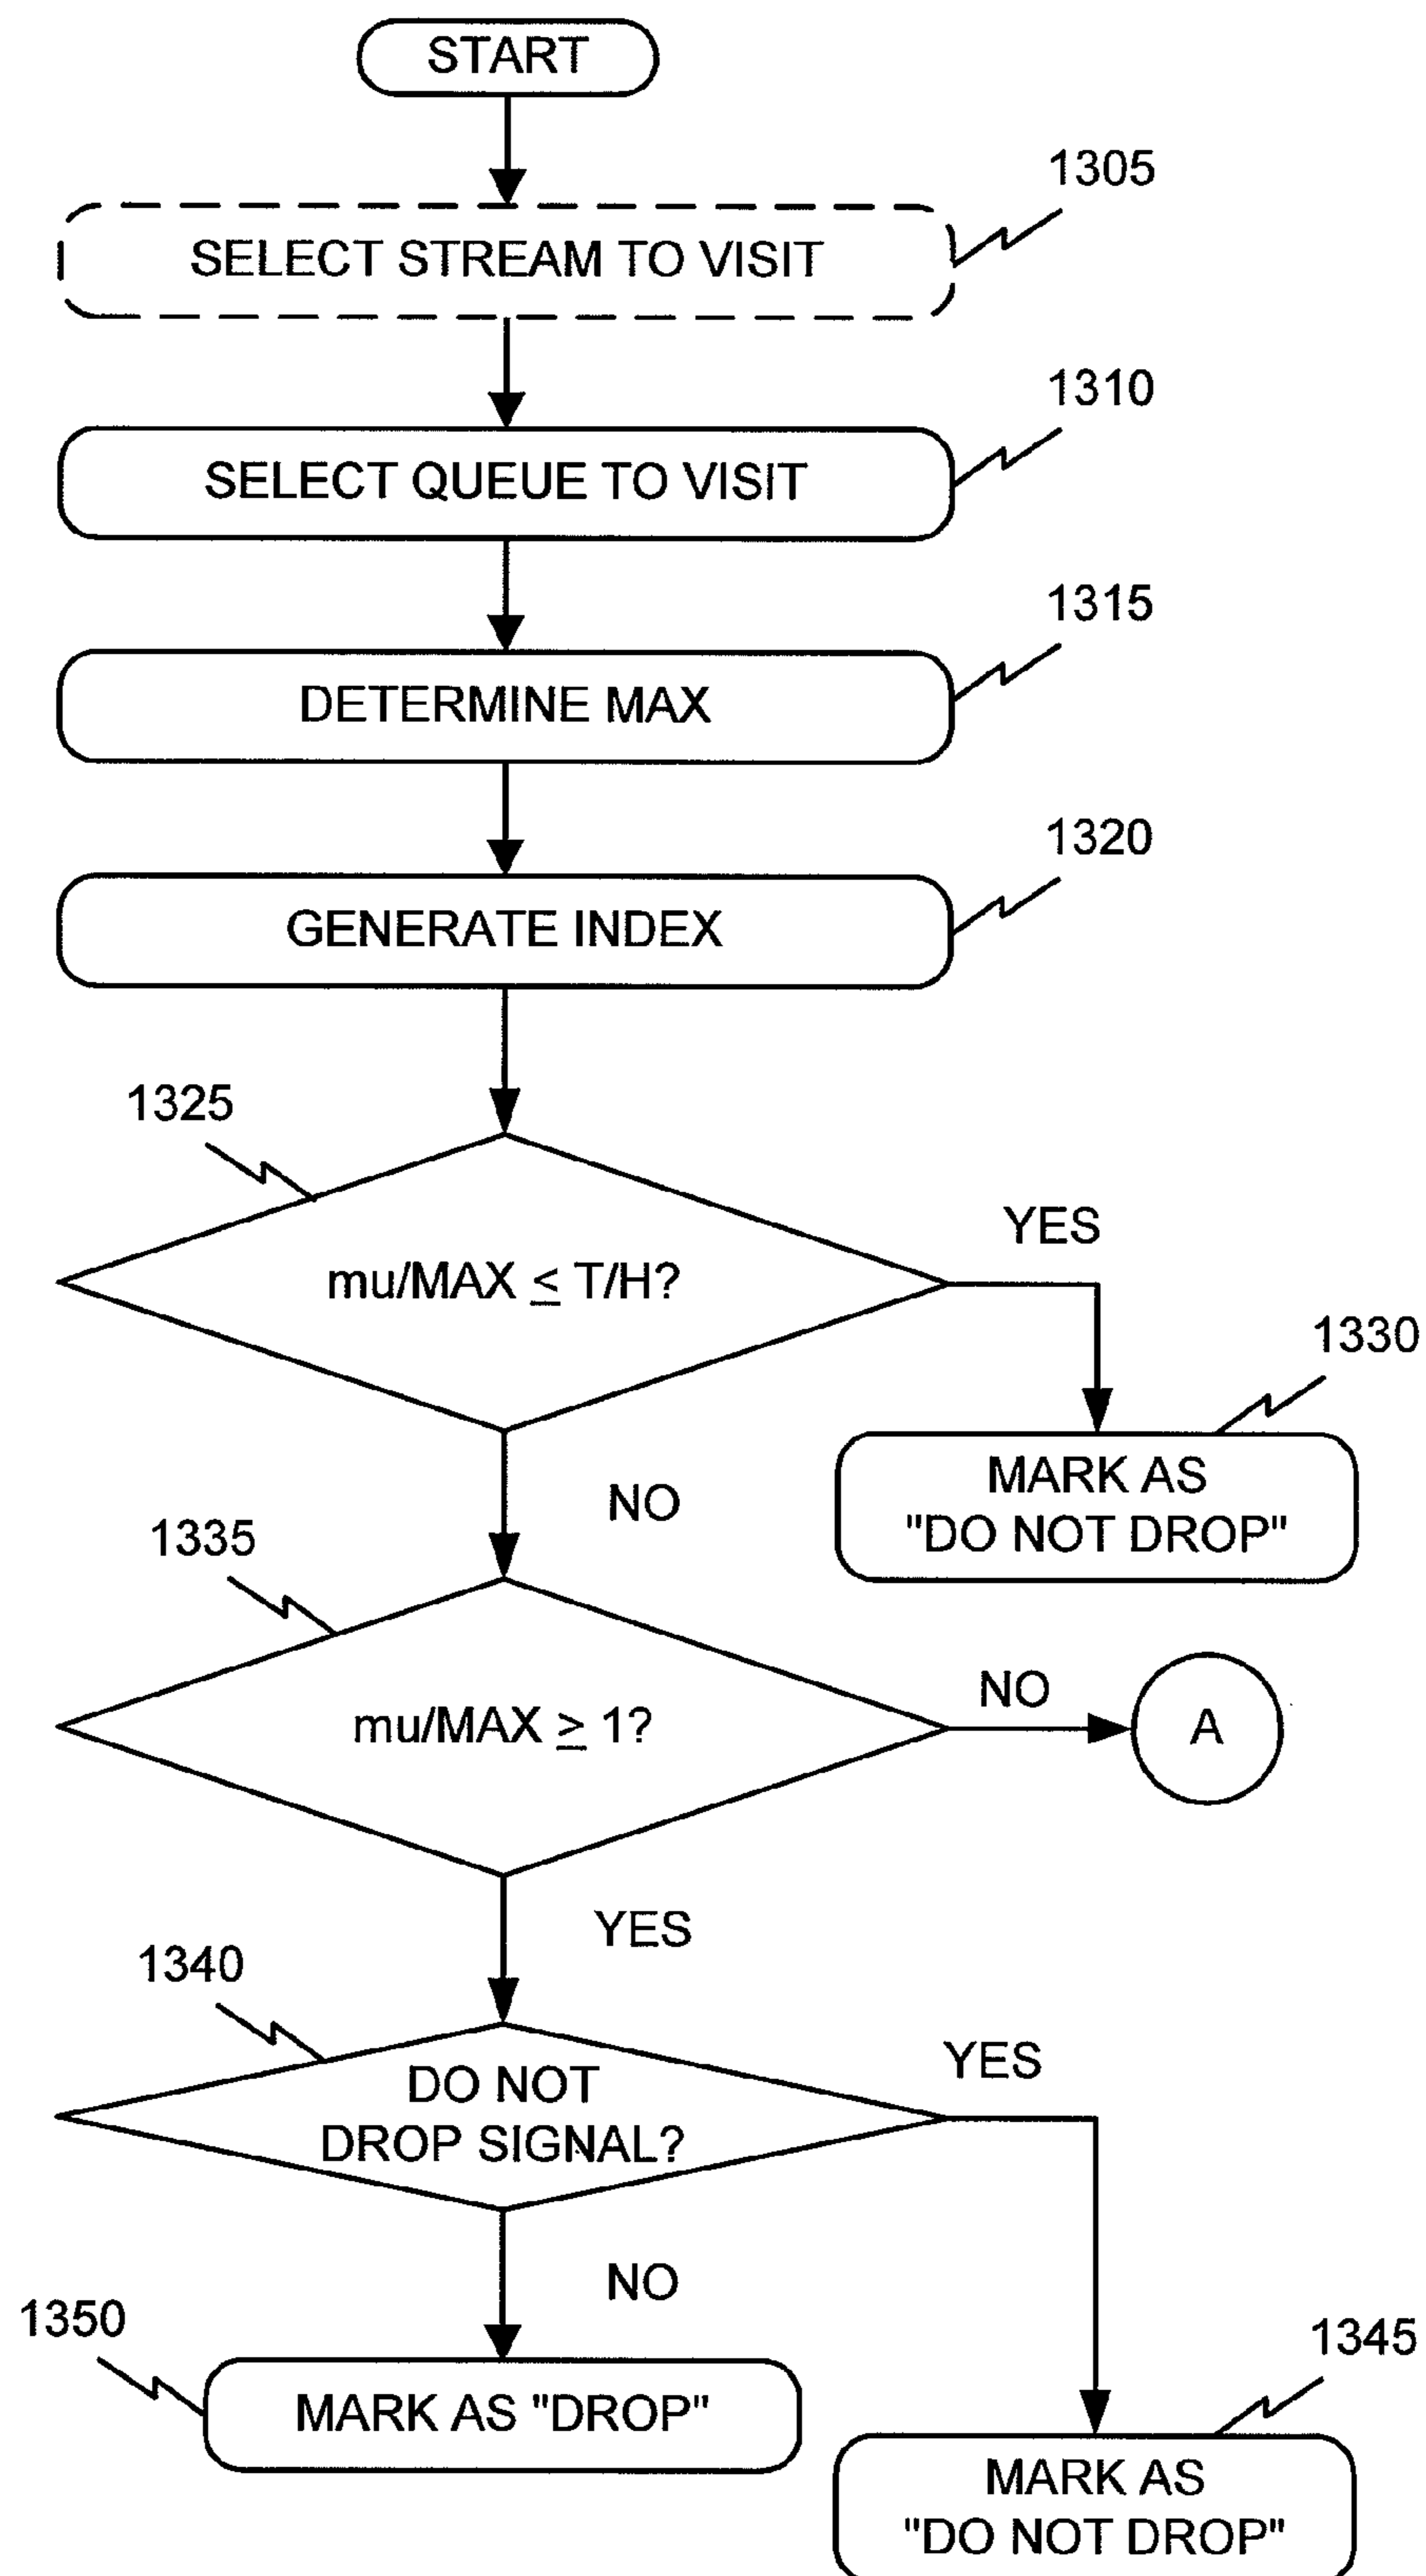 START
1305
SELECT STREAM TO VISIT
1310
SELECT QUEUE TO VISIT
1315
DETERMINE MAX
1320
GENERATE INDEX
1325
mu/MAX ≤ T/H?
YES
1330
MARK AS
"DO NOT DROP"
NO
1335
mu/MAX ≥ 1?
NO
A
YES
1340
DO NOT
DROP SIGNAL?
YES
NO
1350
MARK AS "DROP"
1345
MARK AS
"DO NOT DROP"